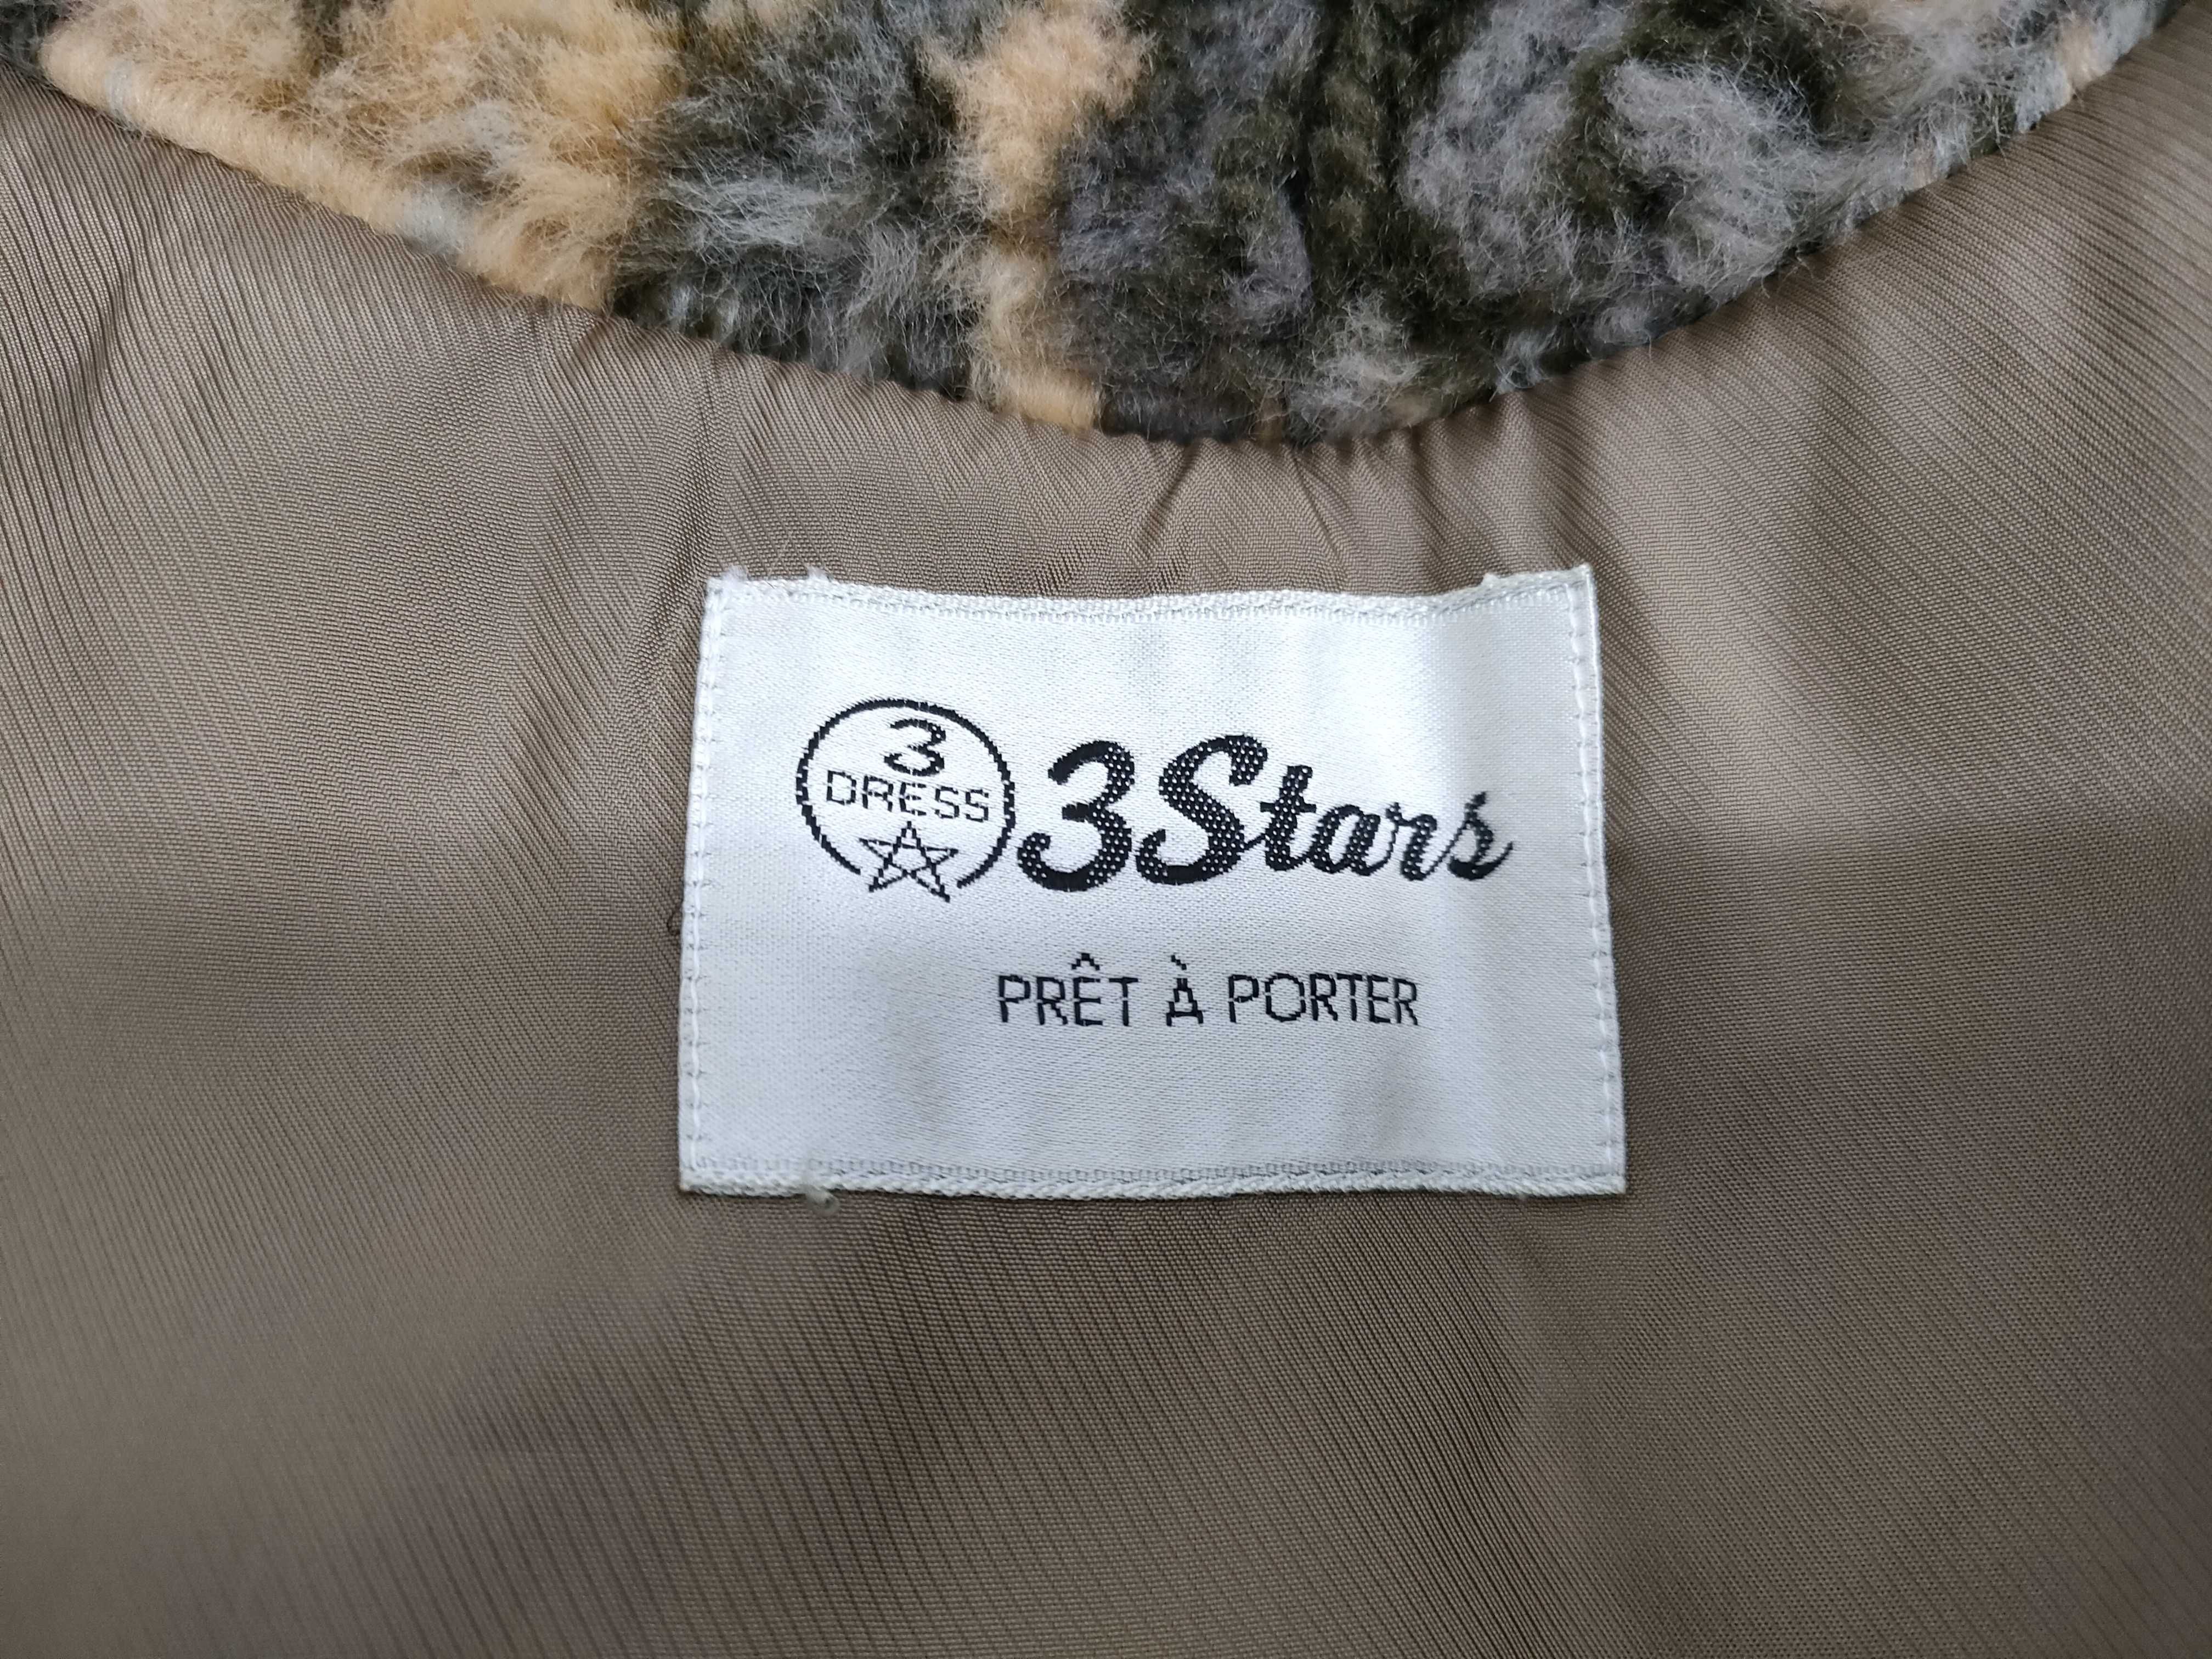 3
DRESS
3Stars
PRÊT À PORTER